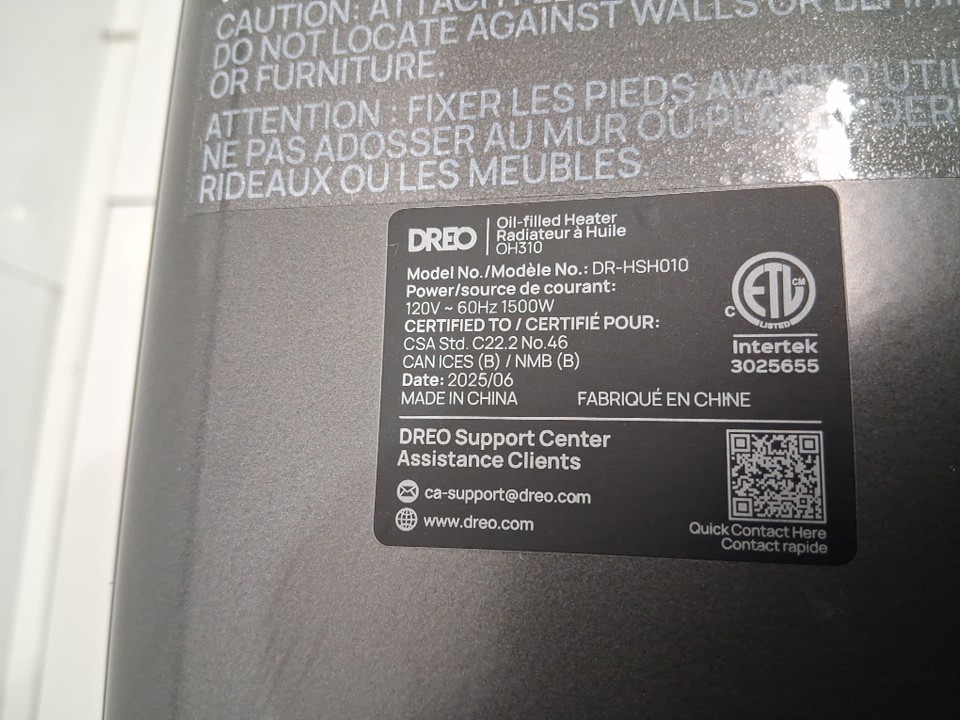 CAUTION: ATTACH
DO NOT LOCATE AGAINST WALLS OR
OR FURNITURE.
ATTENTION : FIXER LES PIEDS AVANT
NE PAS ADOSSER AU MUR OU
RIDEAUX OU LES MEUBLES.
DREO
Oil-filled Heater
Radiateur à Huile
OH310
Model No./Modèle No.: DR-HSH010
Power/source de courant:
120V ~ 60Hz 1500W
CERTIFIED TO / CERTIFIÉ POUR:
CSA Std. C22.2 No.46
CAN ICES (B) / NMB (B)
Date: 2025/06
MADE IN CHINA FABRIQUÉ EN CHINE
C ETL CM
LISTED
Intertek
3025655
DREO Support Center
Assistance Clients
ca-support@dreo.com
www.dreo.com
Quick Contact Here
Contact rapide